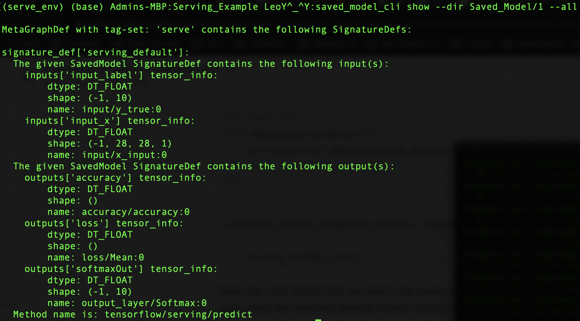 (serve_env) (base) Admins-MBP:Serving_Example LeoY^_^Y:saved_model_cli show --dir Saved_Model/1 --all
MetaGraphDef with tag-set: 'serve' contains the following SignatureDefs:
signature_def['serving_default']:
The given SavedModel SignatureDef contains the following input(s):
inputs['input_label'] tensor_info:
dtype: DT_FLOAT
shape: (-1, 10)
name: input/y_true:0
inputs['input_x'] tensor_info:
dtype: DT_FLOAT
shape: (-1, 28, 28, 1)
name: input/x_input:0
The given SavedModel SignatureDef contains the following output(s):
outputs['accuracy'] tensor_info:
dtype: DT_FLOAT
shape: ()
name: accuracy/accuracy:0
outputs['loss'] tensor_info:
dtype: DT_FLOAT
shape: ()
name: loss/Mean:0
outputs['softmaxOut'] tensor_info:
dtype: DT_FLOAT
shape: (-1, 10)
name: output_layer/Softmax:0
Method name is: tensorflow/serving/predict